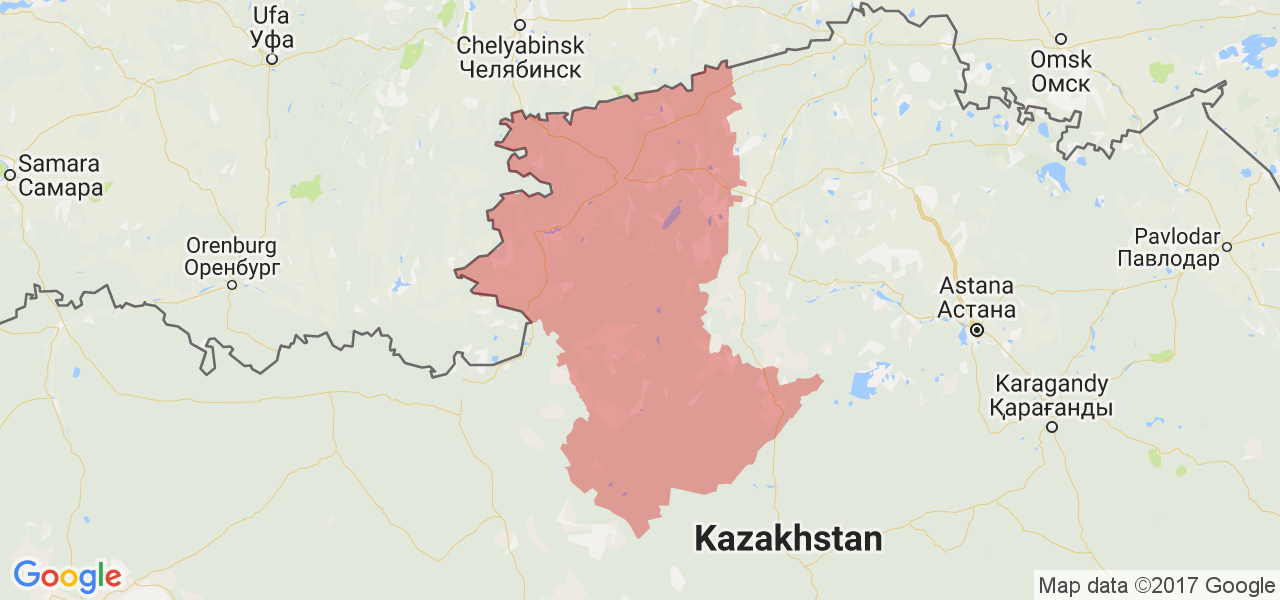 Ufa
Уфа
Chelyabinsk
Челябинск
Omsk
Омск
Samara
Самара
Orenburg
Оренбург
Pavlodar
Павлодар
Astana
Астана
Karagandy
Қарағанды
Kazakhstan
Google
Map data ©2017 Google